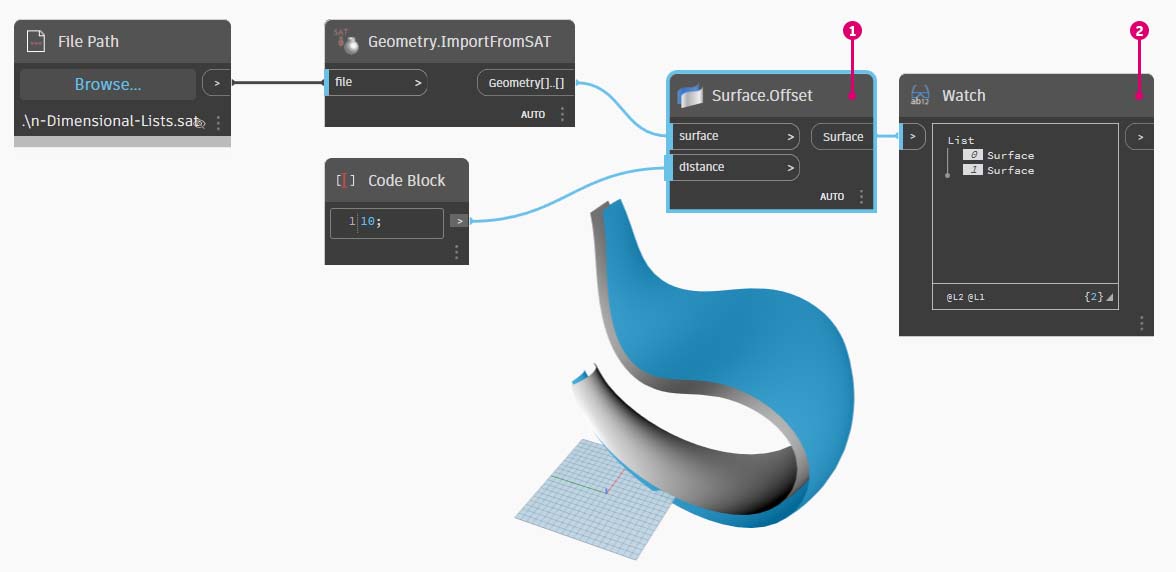 1
2
File Path
Browse...
>
.\n-Dimensional-Lists.sat
SAT
Geometry.ImportFromSAT
file >
Geometry[]..[]
AUTO
Code Block
1 10;
>
Surface.Offset
surface >
Surface
distance >
AUTO
ab12
Watch
>
>
List
0 Surface
1 Surface
@L2 @L1 {2}